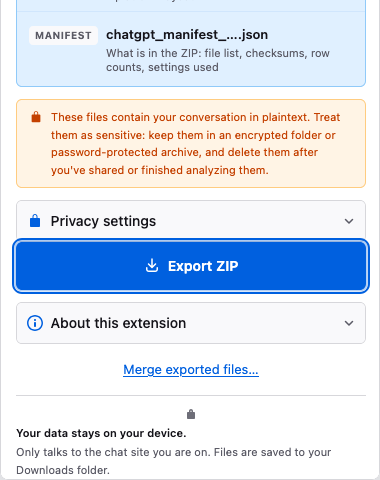 MANIFEST chatgpt_manifest_....json
What is in the ZIP: file list, checksums, row
counts, settings used
These files contain your conversation in plaintext. Treat
them as sensitive: keep them in an encrypted folder or
password-protected archive, and delete them after
you've shared or finished analyzing them.
Privacy settings
Export ZIP
About this extension
Merge exported files...
Your data stays on your device.
Only talks to the chat site you are on. Files are saved to your
Downloads folder.